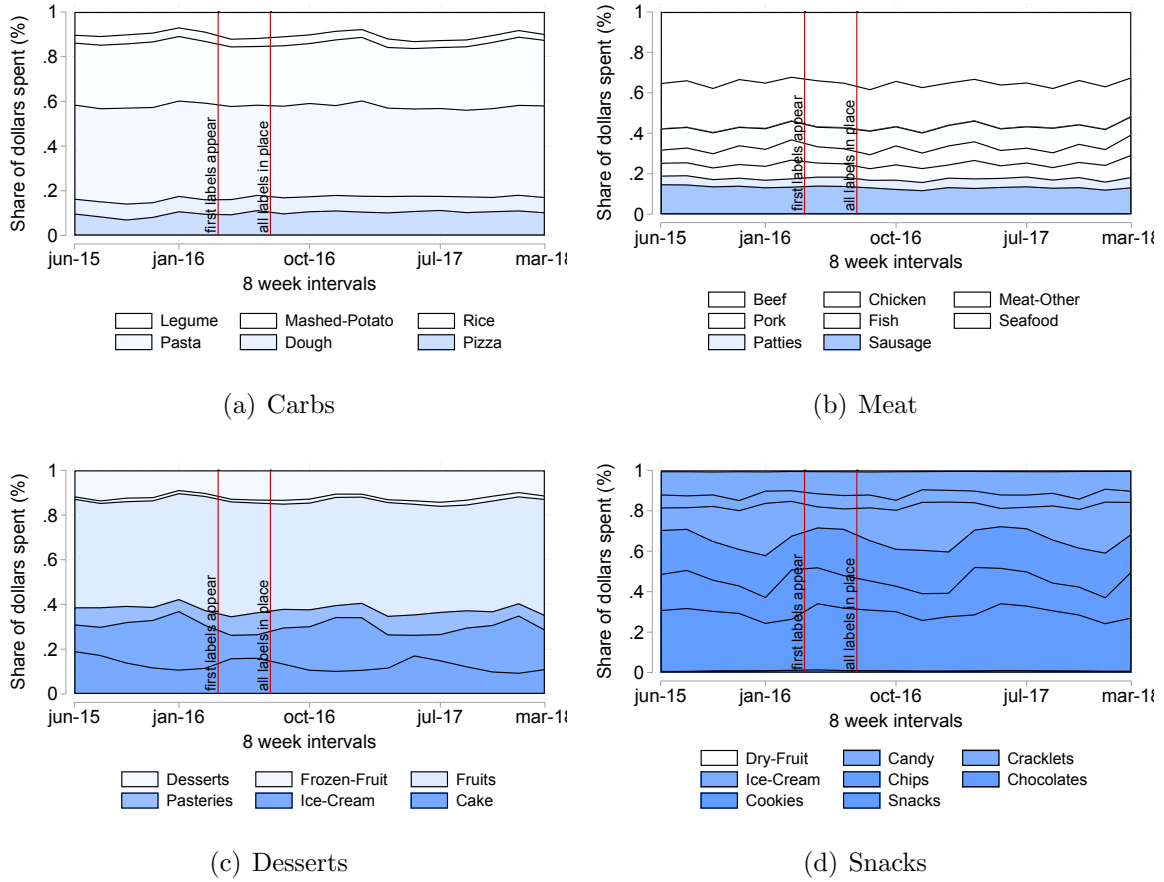 Share of dollars spent (%)
1
.8
.6
.4
.2
0
first labels appear
all labels in place
jun-15 jan-16 oct-16 jul-17 mar-18
8 week intervals
Legume Mashed-Potato Rice
Pasta Dough Pizza
(a) Carbs
Share of dollars spent (%)
1
.8
.6
.4
.2
0
first labels appear
all labels in place
jun-15 jan-16 oct-16 jul-17 mar-18
8 week intervals
Beef Chicken Meat-Other
Pork Fish Seafood
Patties Sausage
(b) Meat
Share of dollars spent (%)
1
.8
.6
.4
.2
0
first labels appear
all labels in place
jun-15 jan-16 oct-16 jul-17 mar-18
8 week intervals
Desserts Frozen-Fruit Fruits
Pasteries Ice-Cream Cake
(c) Desserts
Share of dollars spent (%)
1
.8
.6
.4
.2
0
first labels appear
all labels in place
jun-15 jan-16 oct-16 jul-17 mar-18
8 week intervals
Dry-Fruit Candy Cracklets
Ice-Cream Chips Chocolates
Cookies Snacks
(d) Snacks